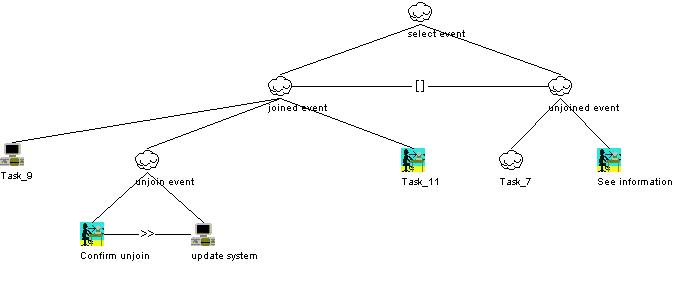 select event
[]
joined event
unjoined event
Task_9
unjoin event
Task_11
Task_7
See information
>>
Confirm unjoin
update system